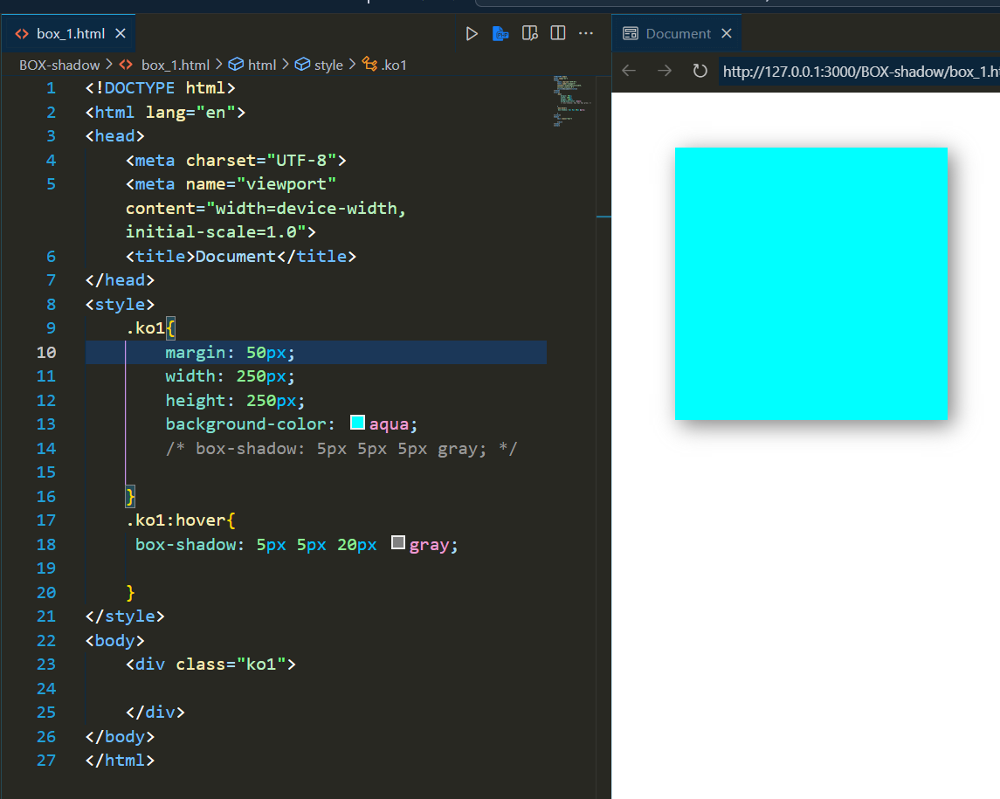 box_1.html
Document
BOX-shadow > box_1.html > html > style > .ko1
http://127.0.0.1:3000/BOX-shadow/box_1.h
1 <!DOCTYPE html>
2 <html lang="en">
3 <head>
4 <meta charset="UTF-8">
5 <meta name="viewport"
content="width=device-width,
initial-scale=1.0">
6 <title>Document</title>
7 </head>
8 <style>
9 .ko1{
10 margin: 50px;
11 width: 250px;
12 height: 250px;
13 background-color: aqua;
14 /* box-shadow: 5px 5px 5px gray; */
15
16 }
17 .ko1:hover{
18 box-shadow: 5px 5px 20px gray;
19
20 }
21 </style>
22 <body>
23 <div class="ko1">
24
25 </div>
26 </body>
27 </html>